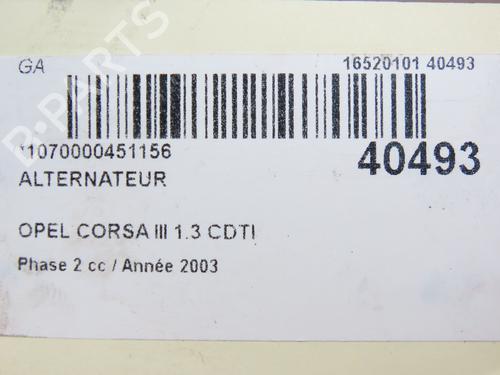 GA 16520101 40493
*1070000451156 40493
ALTERNATEUR
OPEL CORSA III 1.3 CDTI
Phase 2 cc / Année 2003
B-PARTS